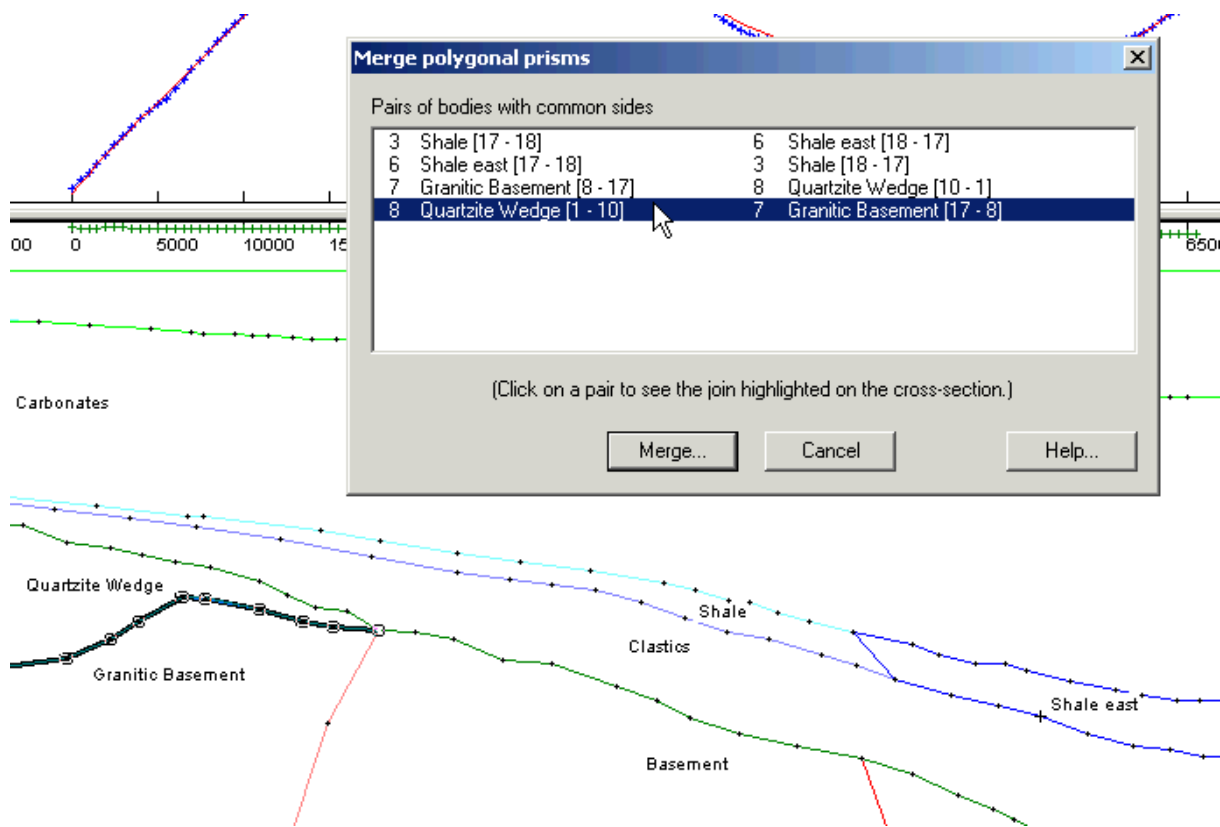 Merge polygonal prisms
Pairs of bodies with common sides
3 Shale [17 - 18] 6 Shale east [18 - 17]
6 Shale east [17 - 18] 3 Shale [18 - 17]
7 Granitic Basement [8 - 17] 8 Quartzite Wedge [10 - 1]
8 Quartzite Wedge [1 - 10] 7 Granitic Basement [17 - 8]
00 0 5000 10000 15 6500
(Click on a pair to see the join highlighted on the cross-section.)
Carbonates
Merge... Cancel Help...
Quartzite Wedge
Shale
Clastics
Granitic Basement
Shale east
Basement